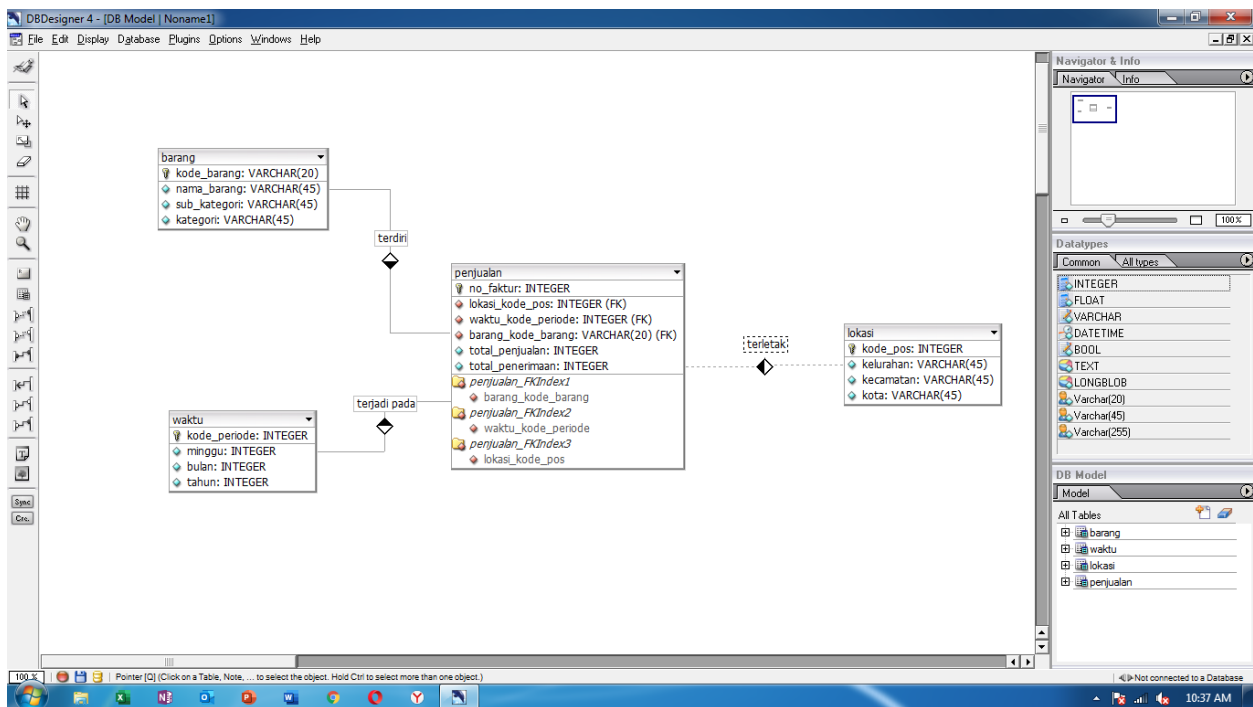 DBDesigner 4 - [DB Model | Noname1]
File Edit Display Database Plugins Options Windows Help
barang
kode_barang: VARCHAR(20)
nama_barang: VARCHAR(45)
sub_kategori: VARCHAR(45)
kategori: VARCHAR(45)
terdiri
penjualan
no_faktur: INTEGER
lokasi_kode_pos: INTEGER (FK)
waktu_kode_periode: INTEGER (FK)
barang_kode_barang: VARCHAR(20) (FK)
total_penjualan: INTEGER
total_penerimaan: INTEGER
penjualan_FKIndex1
barang_kode_barang
penjualan_FKIndex2
waktu_kode_periode
penjualan_FKIndex3
lokasi_kode_pos
terjadi pada
waktu
kode_periode: INTEGER
minggu: INTEGER
bulan: INTEGER
tahun: INTEGER
terletak
lokasi
kode_pos: INTEGER
kelurahan: VARCHAR(45)
kecamatan: VARCHAR(45)
kota: VARCHAR(45)
Navigator & Info
Navigator Info
100 %
Datatypes
Common All types
INTEGER
FLOAT
VARCHAR
DATETIME
BOOL
TEXT
LONGBLOB
Varchar(20)
Varchar(45)
Varchar(255)
DB Model
Model
All Tables
barang
waktu
lokasi
penjualan
Sync
Cre.
100 % Pointer [Q] (Click on a Table, Note, ... to select the object. Hold Ctrl to select more than one object.)
Not connected to a Database
10:37 AM